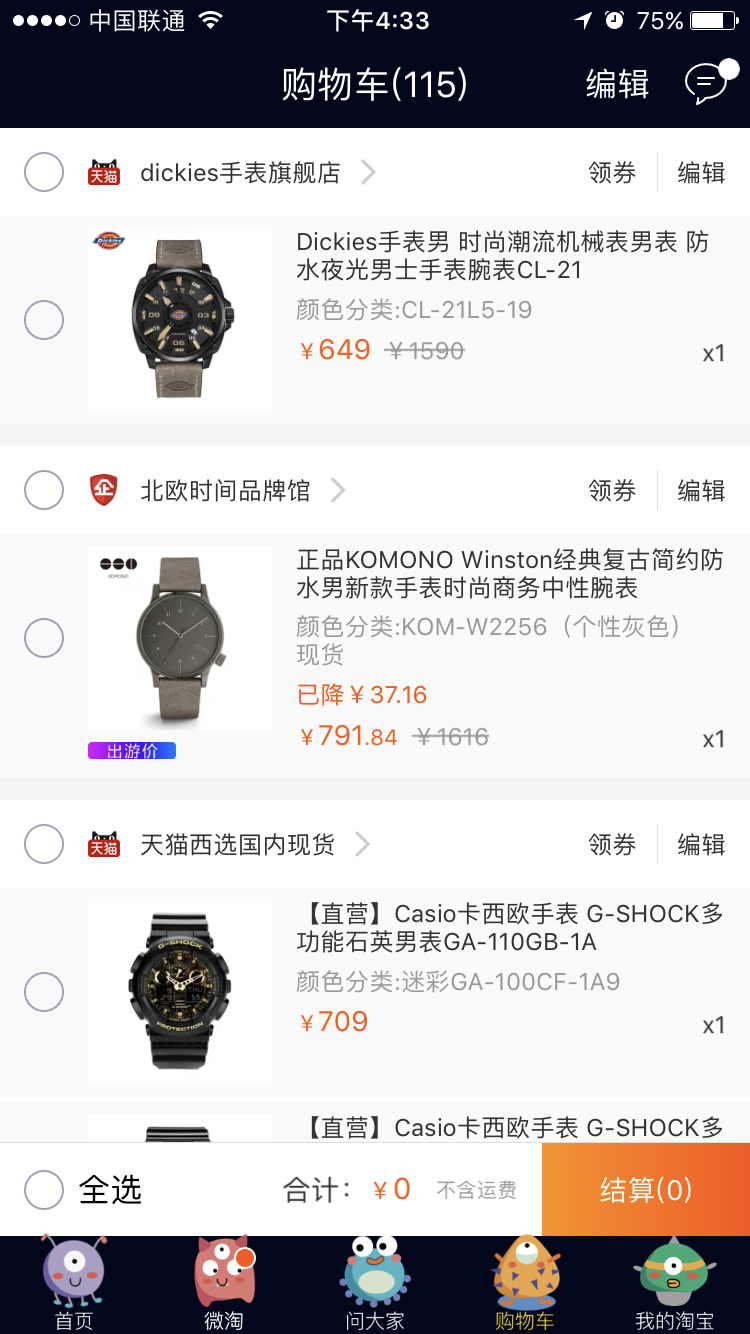 中国联通
下午4:33
75%
购物车(115)
编辑
天猫
dickies手表旗舰店
领券
编辑
Dickies
Dickies手表男 时尚潮流机械表男表 防
水夜光男士手表腕表CL-21
颜色分类:CL-21L5-19
￥649 ￥1590
x1
企
北欧时间品牌馆
领券
编辑
KOMONO
正品KOMONO Winston经典复古简约防
水男新款手表时尚商务中性腕表
颜色分类:KOM-W2256（个性灰色）
现货
已降￥37.16
￥791.84 ￥1616
x1
出游价
天猫
天猫西选国内现货
领券
编辑
G-SHOCK
PROTECTION
【直营】Casio卡西欧手表 G-SHOCK多
功能石英男表GA-110GB-1A
颜色分类:迷彩GA-100CF-1A9
￥709
x1
【直营】Casio卡西欧手表 G-SHOCK多
全选
合计：￥0
不含运费
结算(0)
首页
微淘
问大家
购物车
我的淘宝